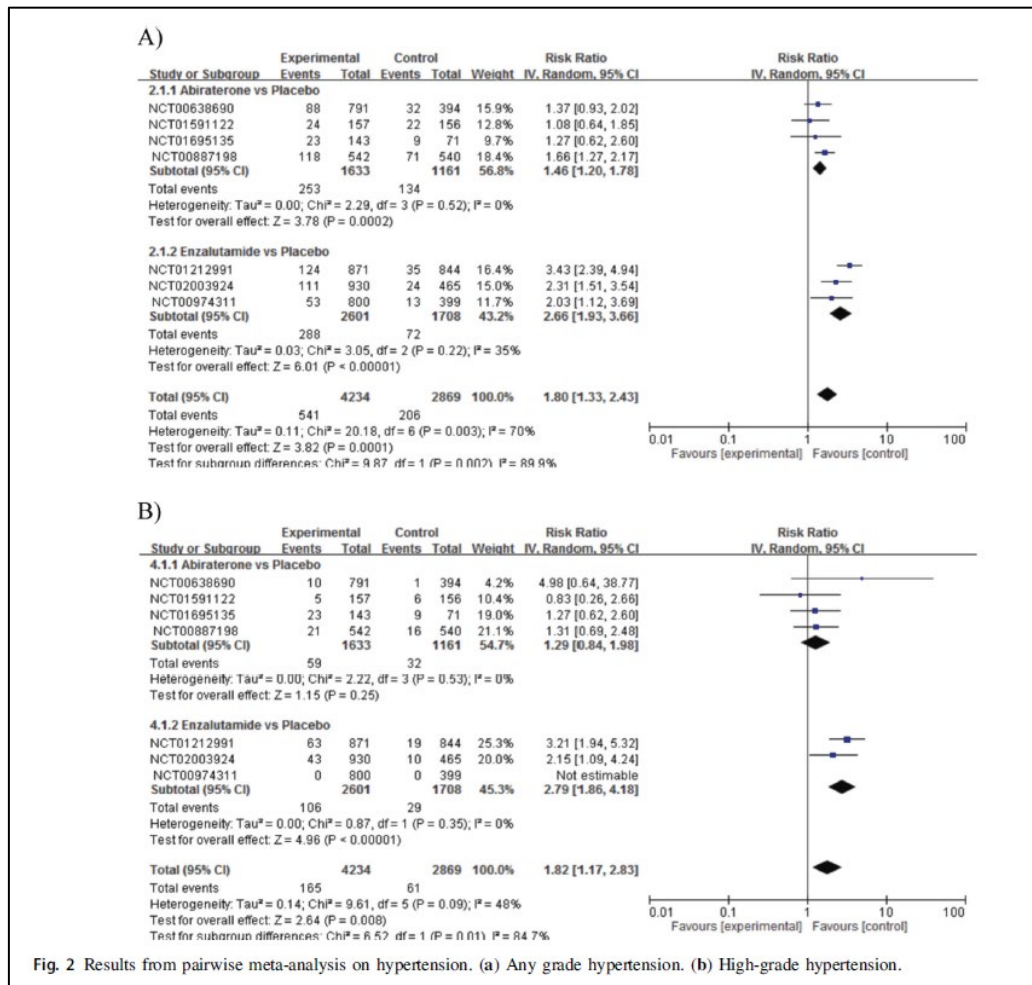 A)
Experimental Control Risk Ratio Risk Ratio
Study or Subgroup Events Total Events Total Weight IV, Random, 95% CI IV, Random, 95% CI
2.1.1 Abiraterone vs Placebo
NCT00638690 88 791 32 394 15.9% 1.37 [0.93, 2.02]
NCT01591122 24 157 22 156 12.8% 1.08 [0.64, 1.85]
NCT01695135 23 143 9 71 9.7% 1.27 [0.62, 2.60]
NCT00887198 118 542 71 540 18.4% 1.66 [1.27, 2.17]
Subtotal (95% CI) 1633 1161 56.8% 1.46 [1.20, 1.78]
Total events 253 134
Heterogeneity: Tau² = 0.00; Chi² = 2.29, df = 3 (P = 0.52); I² = 0%
Test for overall effect: Z = 3.78 (P = 0.0002)
2.1.2 Enzalutamide vs Placebo
NCT01212991 124 871 35 844 16.4% 3.43 [2.39, 4.94]
NCT02003924 111 930 24 465 15.0% 2.31 [1.51, 3.54]
NCT00974311 53 800 13 399 11.7% 2.03 [1.12, 3.69]
Subtotal (95% CI) 2601 1708 43.2% 2.66 [1.93, 3.66]
Total events 288 72
Heterogeneity: Tau² = 0.03; Chi² = 3.05, df = 2 (P = 0.22); I² = 35%
Test for overall effect: Z = 6.01 (P < 0.00001)
Total (95% CI) 4234 2869 100.0% 1.80 [1.33, 2.43]
Total events 541 206
Heterogeneity: Tau² = 0.11; Chi² = 20.18, df = 6 (P = 0.003); I² = 70%
Test for overall effect: Z = 3.82 (P = 0.0001)
Test for subgroup differences: Chi² = 9.87, df = 1 (P = 0.002), I² = 89.9%
0.01 0.1 1 10 100
Favours [experimental] Favours [control]
B)
Experimental Control Risk Ratio Risk Ratio
Study or Subgroup Events Total Events Total Weight IV, Random, 95% CI IV, Random, 95% CI
4.1.1 Abiraterone vs Placebo
NCT00638690 10 791 1 394 4.2% 4.98 [0.64, 38.77]
NCT01591122 5 157 6 156 10.4% 0.83 [0.26, 2.66]
NCT01695135 23 143 9 71 19.0% 1.27 [0.62, 2.60]
NCT00887198 21 542 16 540 21.1% 1.31 [0.69, 2.48]
Subtotal (95% CI) 1633 1161 54.7% 1.29 [0.84, 1.98]
Total events 59 32
Heterogeneity: Tau² = 0.00; Chi² = 2.22, df = 3 (P = 0.53); I² = 0%
Test for overall effect: Z = 1.15 (P = 0.25)
4.1.2 Enzalutamide vs Placebo
NCT01212991 63 871 19 844 25.3% 3.21 [1.94, 5.32]
NCT02003924 43 930 10 465 20.0% 2.15 [1.09, 4.24]
NCT00974311 0 800 0 399 Not estimable
Subtotal (95% CI) 2601 1708 45.3% 2.79 [1.86, 4.18]
Total events 106 29
Heterogeneity: Tau² = 0.00; Chi² = 0.87, df = 1 (P = 0.35); I² = 0%
Test for overall effect: Z = 4.96 (P < 0.00001)
Total (95% CI) 4234 2869 100.0% 1.82 [1.17, 2.83]
Total events 165 61
Heterogeneity: Tau² = 0.14; Chi² = 9.61, df = 5 (P = 0.09); I² = 48%
Test for overall effect: Z = 2.64 (P = 0.008)
Test for subgroup differences: Chi² = 6.52, df = 1 (P = 0.01), I² = 84.7%
0.01 0.1 1 10 100
Favours [experimental] Favours [control]
Fig. 2 Results from pairwise meta-analysis on hypertension. (a) Any grade hypertension. (b) High-grade hypertension.